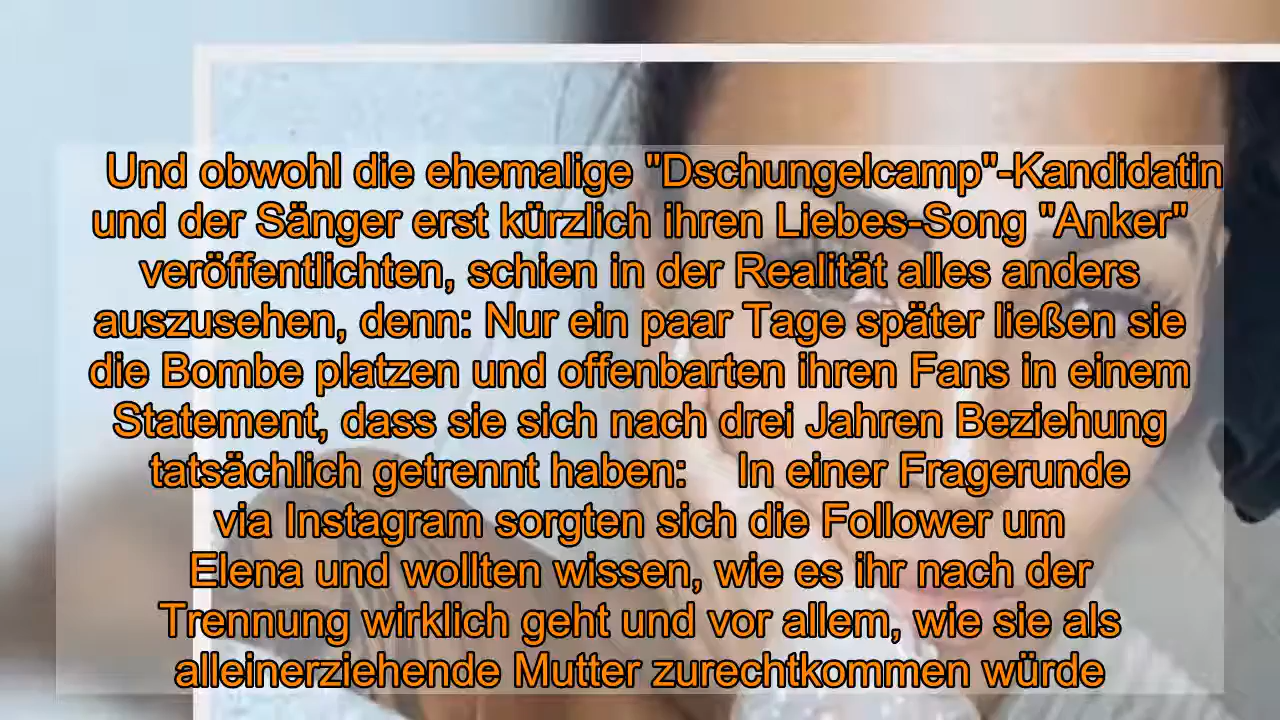 Und obwohl die ehemalige "Dschungelcamp"-Kandidatin
und der Sänger erst kürzlich ihren Liebes-Song "Anker"
veröffentlichten, schien in der Realität alles anders
auszusehen, denn: Nur ein paar Tage später ließen sie
die Bombe platzen und offenbarten ihren Fans in einem
Statement, dass sie sich nach drei Jahren Beziehung
tatsächlich getrennt haben: In einer Fragerunde
via Instagram sorgten sich die Follower um
Elena und wollten wissen, wie es ihr nach der
Trennung wirklich geht und vor allem, wie sie als
alleinerziehende Mutter zurechtkommen würde